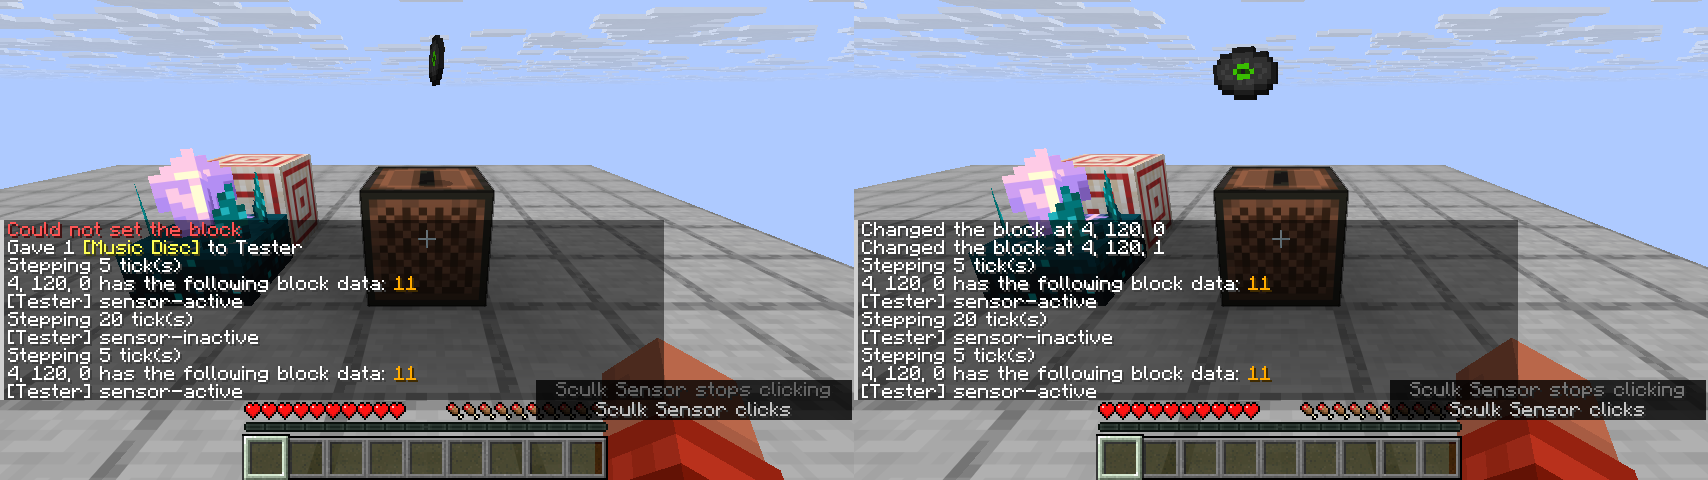 Could not set the block
Gave 1 [Music Disc] to Tester
Stepping 5 tick(s)
4, 120, 0 has the following block data: 11
[Tester] sensor-active
Stepping 20 tick(s)
[Tester] sensor-inactive
Stepping 5 tick(s)
4, 120, 0 has the following block data: 11
[Tester] sensor-active
Sculk Sensor stops clicking
Sculk Sensor clicks
Changed the block at 4, 120, 0
Changed the block at 4, 120, 1
Stepping 5 tick(s)
4, 120, 0 has the following block data: 11
[Tester] sensor-active
Stepping 20 tick(s)
[Tester] sensor-inactive
Stepping 5 tick(s)
4, 120, 0 has the following block data: 11
[Tester] sensor-active
Sculk Sensor stops clicking
Sculk Sensor clicks